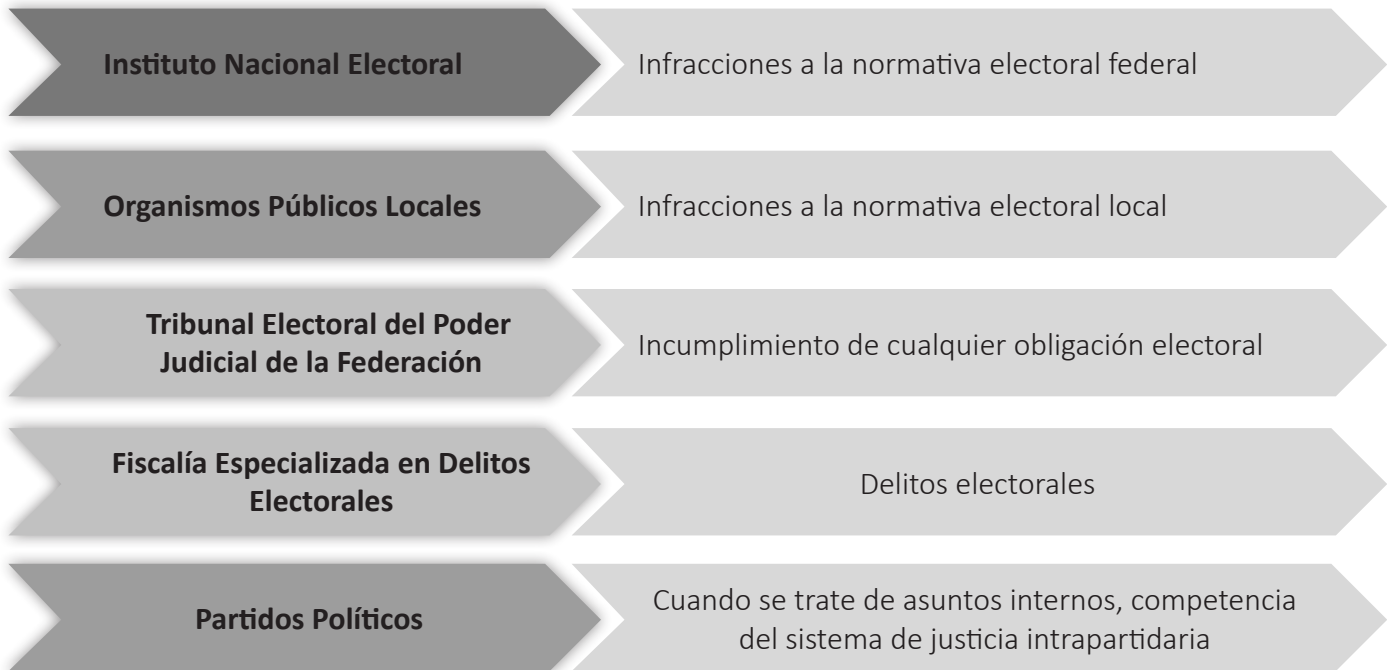 Instituto Nacional Electoral
Infracciones a la normativa electoral federal
Organismos Públicos Locales
Infracciones a la normativa electoral local
Tribunal Electoral del Poder
Judicial de la Federación
Incumplimiento de cualquier obligación electoral
Fiscalía Especializada en Delitos
Electorales
Delitos electorales
Partidos Políticos
Cuando se trate de asuntos internos, competencia
del sistema de justicia intrapartidaria